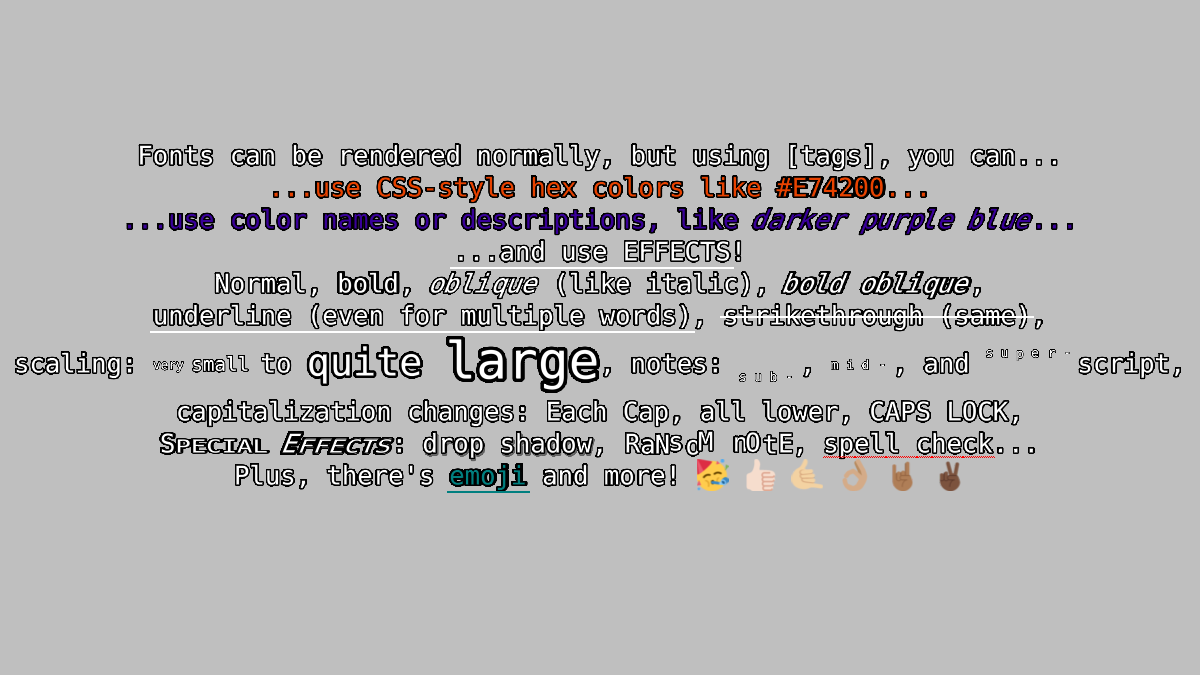 Fonts can be rendered normally, but using [tags], you can...
...use CSS-style hex colors like #E74200...
...use color names or descriptions, like darker purple blue...
...and use EFFECTS!
Normal, bold, oblique (like italic), bold oblique,
underline (even for multiple words), strikethrough (same),
scaling: very small to quite large, notes: sub-, mid-, and super-script,
capitalization changes: Each Cap, all lower, CAPS LOCK,
Special Effects: drop shadow, RaNsoM nOtE, spell check...
Plus, there's emoji and more! 🥳 👍🏻 🤙🏼 👌🏽 🤘🏾 ✌🏿